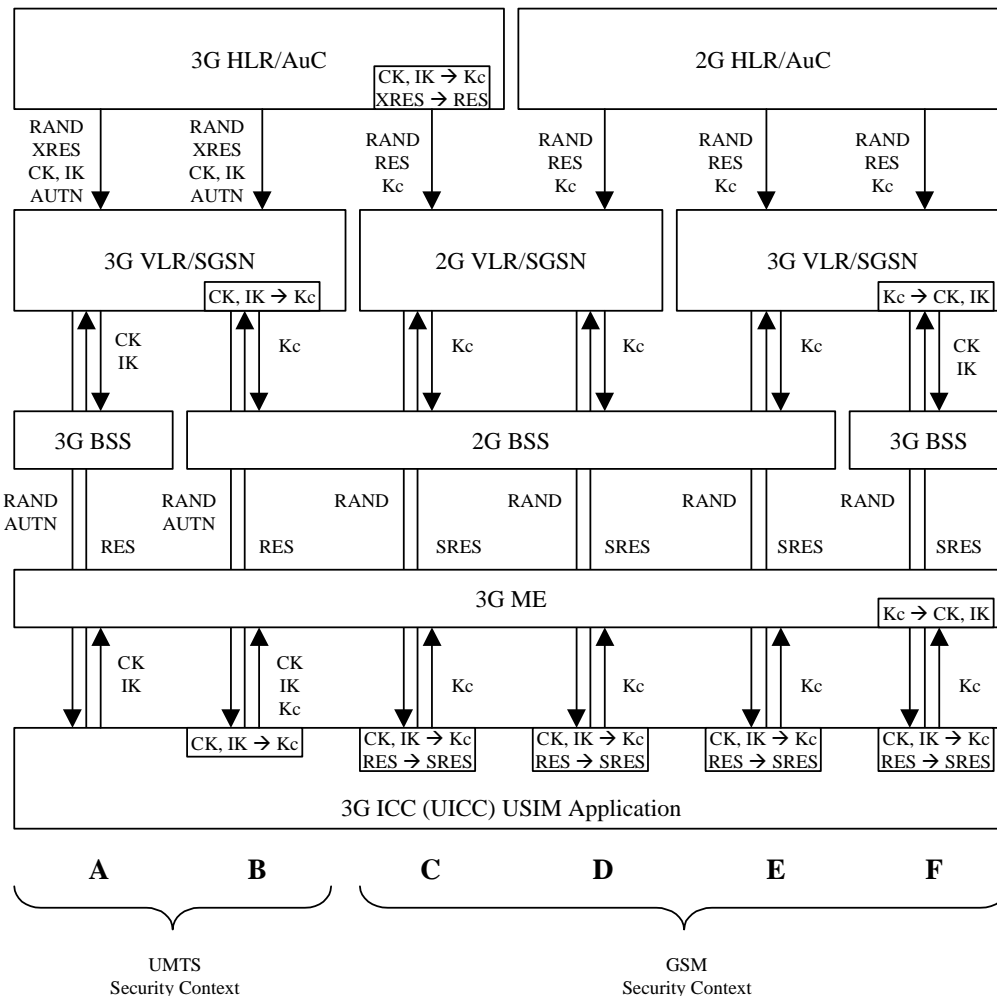 3G HLR/AuC
2G HLR/AuC
CK, IK → Kc
XRES → RES
RAND
XRES
CK, IK
AUTN
RAND
XRES
CK, IK
AUTN
RAND
RES
Kc
RAND
RES
Kc
RAND
RES
Kc
RAND
RES
Kc
3G VLR/SGSN
2G VLR/SGSN
3G VLR/SGSN
CK, IK → Kc
Kc → CK, IK
CK
IK
Kc
Kc
Kc
Kc
CK
IK
3G BSS
2G BSS
3G BSS
RAND
AUTN
RAND
AUTN
RAND
RAND
RAND
RAND
RES
RES
SRES
SRES
SRES
SRES
3G ME
Kc → CK, IK
CK
IK
CK
IK
Kc
Kc
Kc
Kc
Kc
CK, IK → Kc
CK, IK → Kc
RES → SRES
CK, IK → Kc
RES → SRES
CK, IK → Kc
RES → SRES
CK, IK → Kc
RES → SRES
3G ICC (UICC) USIM Application
A
B
C
D
E
F
UMTS
Security Context
GSM
Security Context